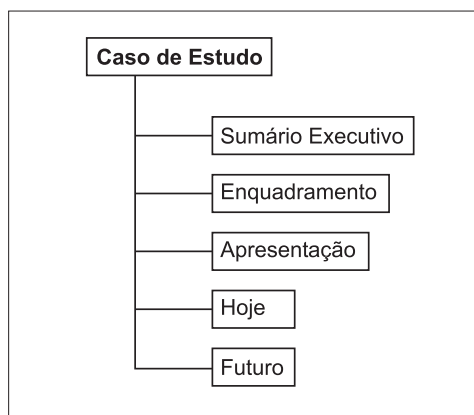 Caso de Estudo
Sumário Executivo
Enquadramento
Apresentação
Hoje
Futuro